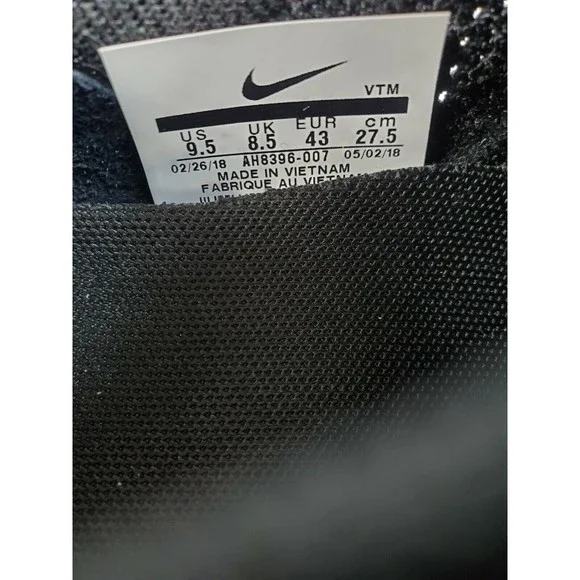 VTM
US UK EUR cm
9.5 8.5 43 27.5
02/26/18 AH8396-007 05/02/18
MADE IN VIETNAM
FABRIQUE AU VIETNAM